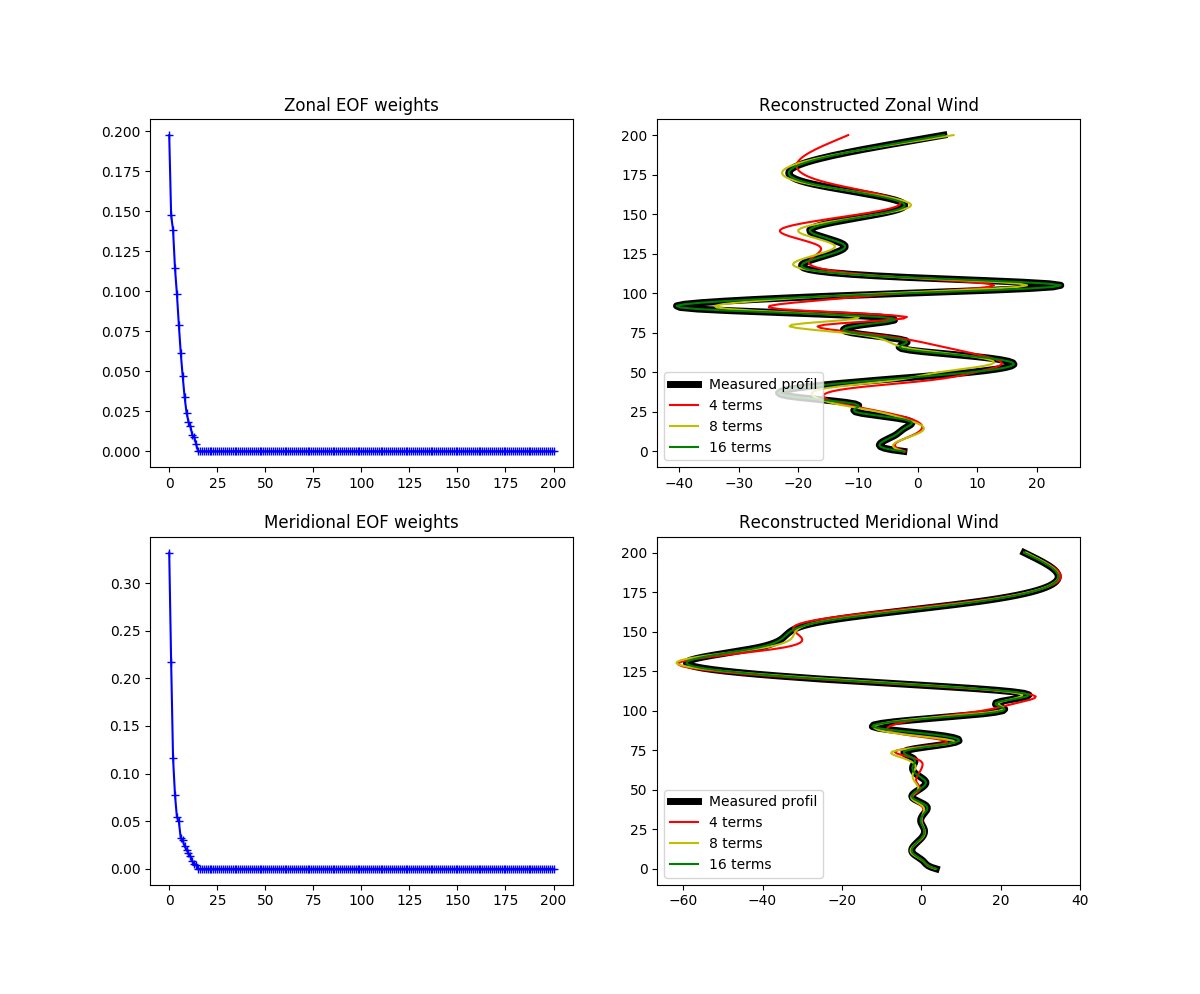 Zonal EOF weights
0.200
0.175
0.150
0.125
0.100
0.075
0.050
0.025
0.000
0 25 50 75 100 125 150 175 200
Reconstructed Zonal Wind
200
175
150
125
100
75
50
25
0
Measured profil
4 terms
8 terms
16 terms
−40 −30 −20 −10 0 10 20
Meridional EOF weights
0.30
0.25
0.20
0.15
0.10
0.05
0.00
0 25 50 75 100 125 150 175 200
Reconstructed Meridional Wind
200
175
150
125
100
75
50
25
0
Measured profil
4 terms
8 terms
16 terms
−60 −40 −20 0 20 40